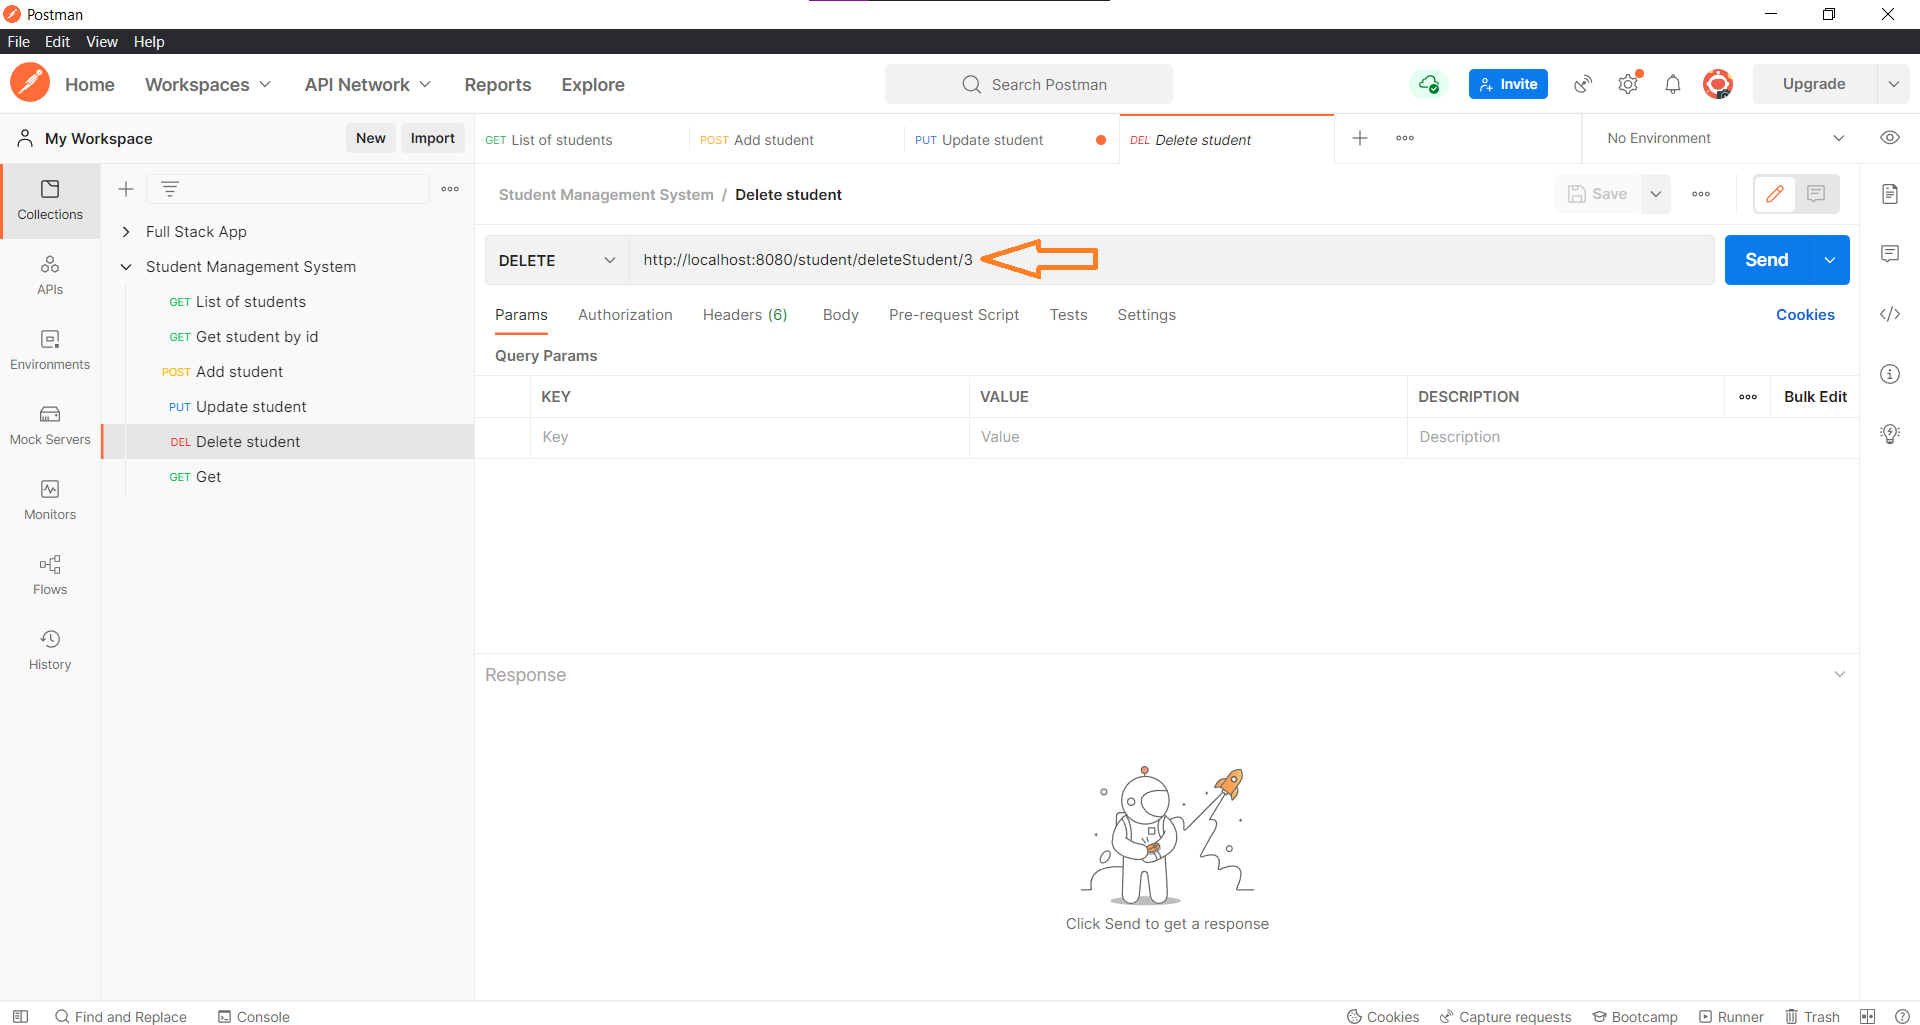 Postman
File Edit View Help
Home Workspaces API Network Reports Explore Search Postman Invite Upgrade
My Workspace New Import
GET List of students POST Add student PUT Update student DEL Delete student No Environment
Collections
APIs
Environments
Mock Servers
Monitors
Flows
History
Full Stack App
Student Management System
GET List of students
GET Get student by id
POST Add student
PUT Update student
DEL Delete student
GET Get
Student Management System / Delete student Save
DELETE http://localhost:8080/student/deleteStudent/3 Send
Params Authorization Headers (6) Body Pre-request Script Tests Settings Cookies
Query Params
KEY VALUE DESCRIPTION Bulk Edit
Key Value Description
Response
Click Send to get a response
Find and Replace Console Cookies Capture requests Bootcamp Runner Trash